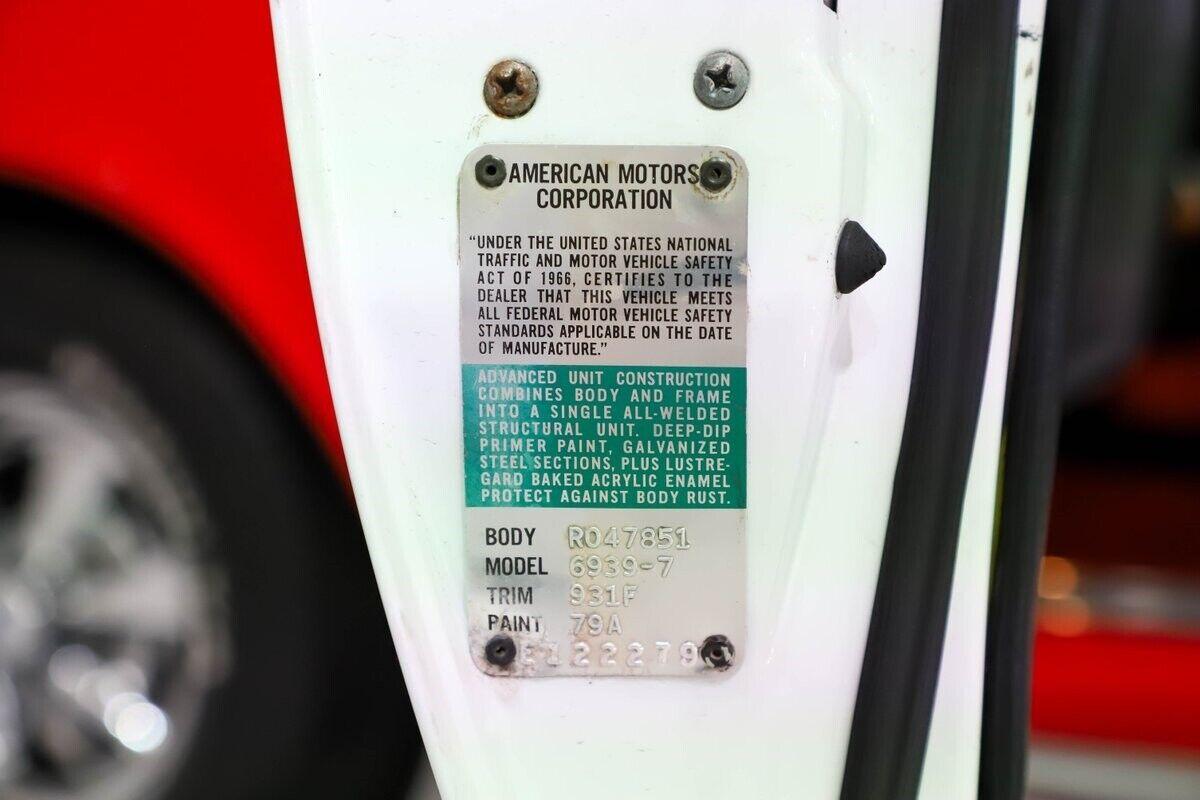 AMERICAN MOTORS
CORPORATION
"UNDER THE UNITED STATES NATIONAL
TRAFFIC AND MOTOR VEHICLE SAFETY
ACT OF 1966, CERTIFIES TO THE
DEALER THAT THIS VEHICLE MEETS
ALL FEDERAL MOTOR VEHICLE SAFETY
STANDARDS APPLICABLE ON THE DATE
OF MANUFACTURE."
ADVANCED UNIT CONSTRUCTION
COMBINES BODY AND FRAME
INTO A SINGLE ALL-WELDED
STRUCTURAL UNIT. DEEP-DIP
PRIMER PAINT, GALVANIZED
STEEL SECTIONS, PLUS LUSTRE-
GARD BAKED ACRYLIC ENAMEL
PROTECT AGAINST BODY RUST.
BODY R047851
MODEL 6939-7
TRIM 931F
PAINT 79A